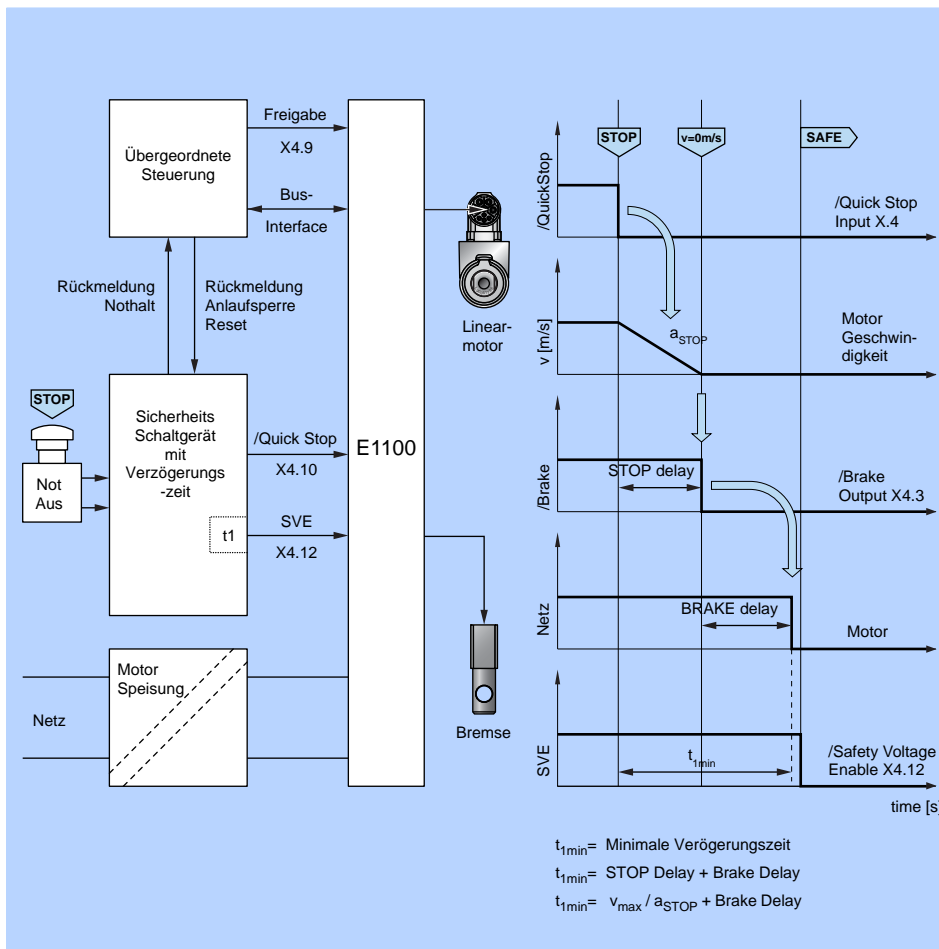 Übergeordnete
Steuerung
Freigabe
X4.9
Bus-
Interface
Rückmeldung
Nothalt
Rückmeldung
Anlaufsperre
Reset
STOP
Not
Aus
Sicherheits
Schaltgerät
mit
Verzögerungs
-zeit
t1
/Quick Stop
X4.10
SVE
X4.12
E1100
Motor
Speisung
Netz
Linear-
motor
Bremse
STOP
v=0m/s
SAFE
/QuickStop
/Quick Stop
Input X.4
v [m/s]
aSTOP
Motor
Geschwin-
digkeit
/Brake
STOP delay
/Brake
Output X4.3
Netz
BRAKE delay
Motor
SVE
t1min
/Safety Voltage
Enable X4.12
time [s]
t1min= Minimale Verögerungszeit
t1min= STOP Delay + Brake Delay
t1min= vmax / aSTOP + Brake Delay